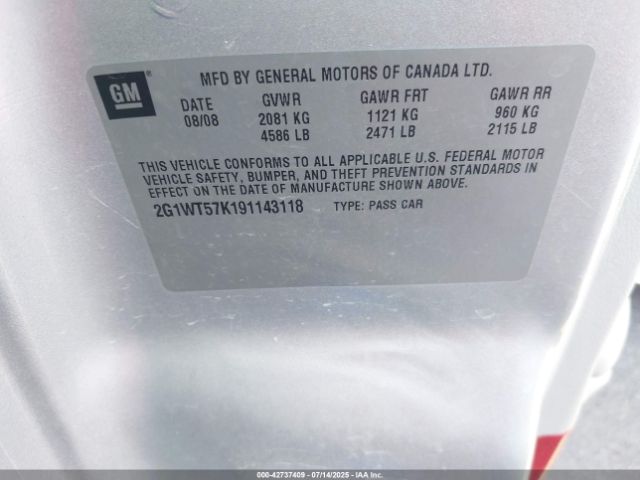 GM
MFD BY GENERAL MOTORS OF CANADA LTD.
DATE GVWR GAWR FRT GAWR RR
08/08 2081 KG 1121 KG 960 KG
4586 LB 2471 LB 2115 LB
THIS VEHICLE CONFORMS TO ALL APPLICABLE U.S. FEDERAL MOTOR
VEHICLE SAFETY, BUMPER, AND THEFT PREVENTION STANDARDS IN
EFFECT ON THE DATE OF MANUFACTURE SHOWN ABOVE.
2G1WT57K191143118 TYPE: PASS CAR
000-42737409 - 07/14/2025 - IAAI.COM